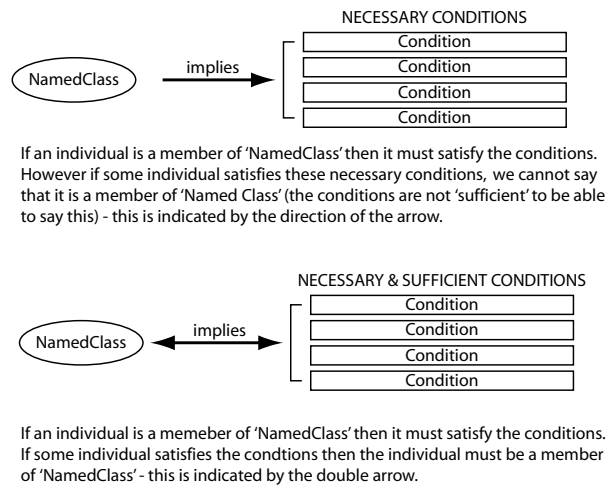 NECESSARY CONDITIONS
Condition
Condition
Condition
Condition
NamedClass
implies
If an individual is a member of ‘NamedClass’ then it must satisfy the conditions.
However if some individual satisfies these necessary conditions, we cannot say
that it is a member of ‘Named Class’ (the conditions are not ‘sufficient’ to be able
to say this) - this is indicated by the direction of the arrow.
NECESSARY & SUFFICIENT CONDITIONS
Condition
Condition
Condition
Condition
NamedClass
implies
If an individual is a memeber of ‘NamedClass’ then it must satisfy the conditions.
If some individual satisfies the condtions then the individual must be a member
of ‘NamedClass’ - this is indicated by the double arrow.